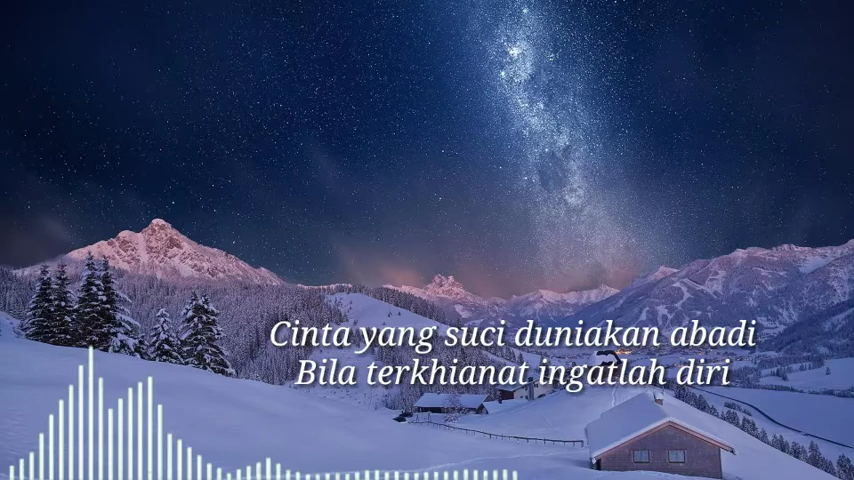 Cinta yang suci duniakan abadi
Bila terkhianat ingatlah diri